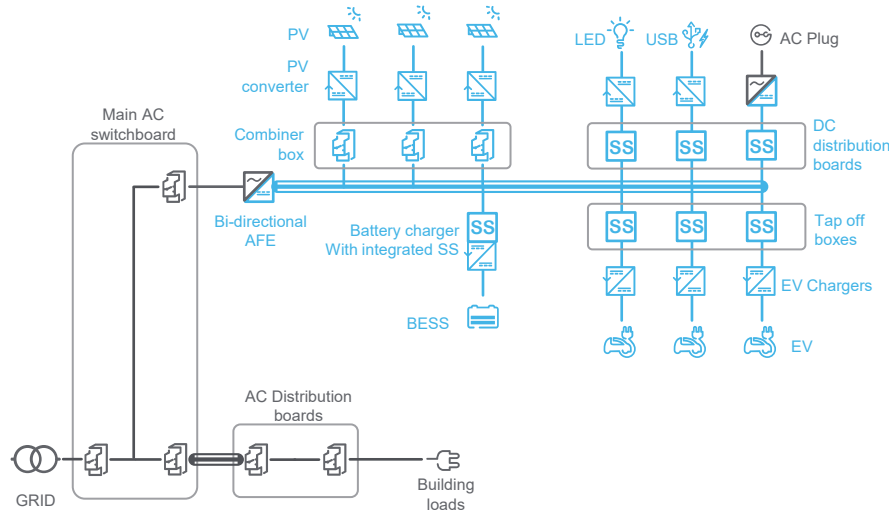 PV
LED
USB
AC Plug
PV
converter
Main AC
switchboard
Combiner
box
SS
SS
SS
DC
distribution
boards
Bi-directional
AFE
Battery charger
With integrated SS
SS
SS
SS
SS
Tap off
boxes
EV Chargers
BESS
EV
AC Distribution
boards
GRID
Building
loads